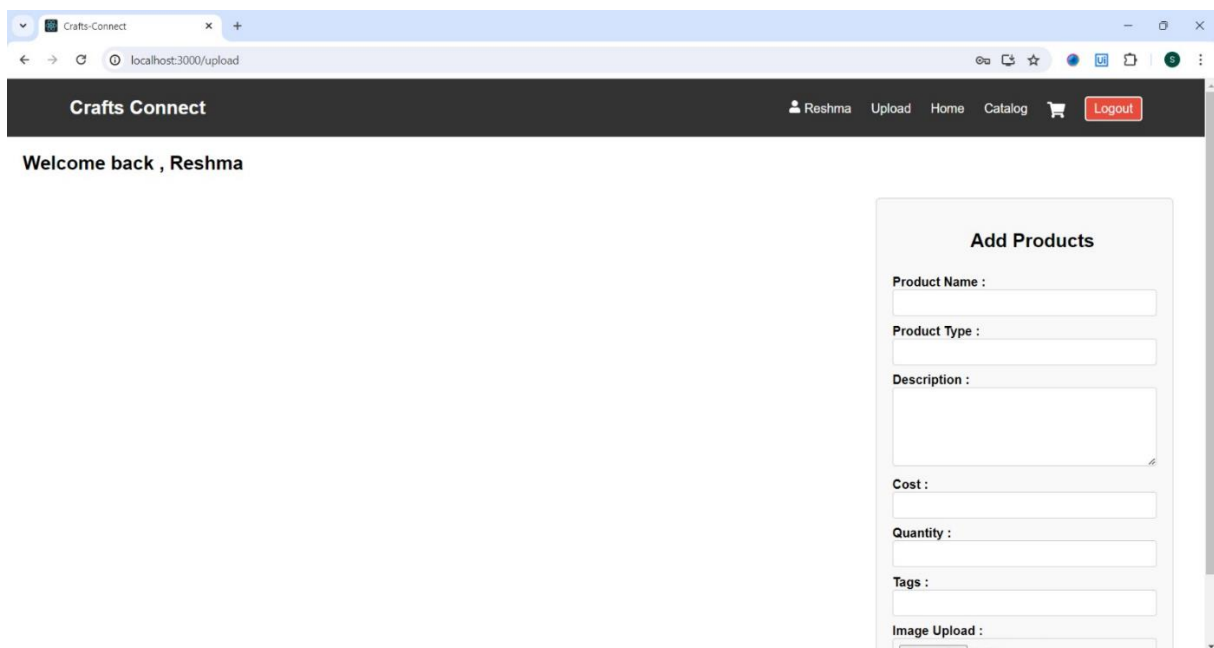 Crafts-Connect
localhost:3000/upload
Crafts Connect
Reshma Upload Home Catalog Logout
Welcome back , Reshma
Add Products
Product Name :
Product Type :
Description :
Cost :
Quantity :
Tags :
Image Upload :